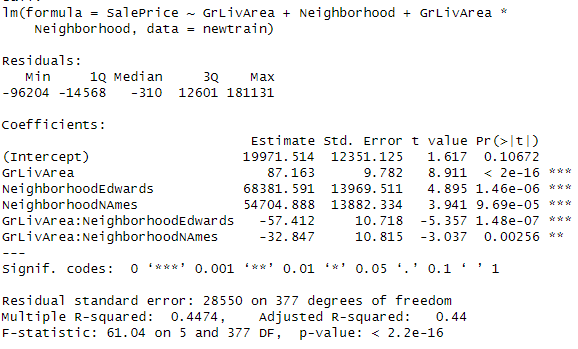 lm(formula = SalePrice ~ GrLivArea + Neighborhood + GrLivArea *
Neighborhood, data = newtrain)
Residuals:
Min 1Q Median 3Q Max
-96204 -14568 -310 12601 181131
Coefficients:
Estimate Std. Error t value Pr(>|t|)
(Intercept) 19971.514 12351.125 1.617 0.10672
GrLivArea 87.163 9.782 8.911 < 2e-16 ***
NeighborhoodEdwards 68381.591 13969.511 4.895 1.46e-06 ***
NeighborhoodNAmes 54704.888 13882.334 3.941 9.69e-05 ***
GrLivArea:NeighborhoodEdwards -57.412 10.718 -5.357 1.48e-07 ***
GrLivArea:NeighborhoodNAmes -32.847 10.815 -3.037 0.00256 **
---
Signif. codes: 0 ‘***’ 0.001 ‘**’ 0.01 ‘*’ 0.05 ‘.’ 0.1 ‘ ’ 1
Residual standard error: 28550 on 377 degrees of freedom
Multiple R-squared: 0.4474, Adjusted R-squared: 0.44
F-statistic: 61.04 on 5 and 377 DF, p-value: < 2.2e-16